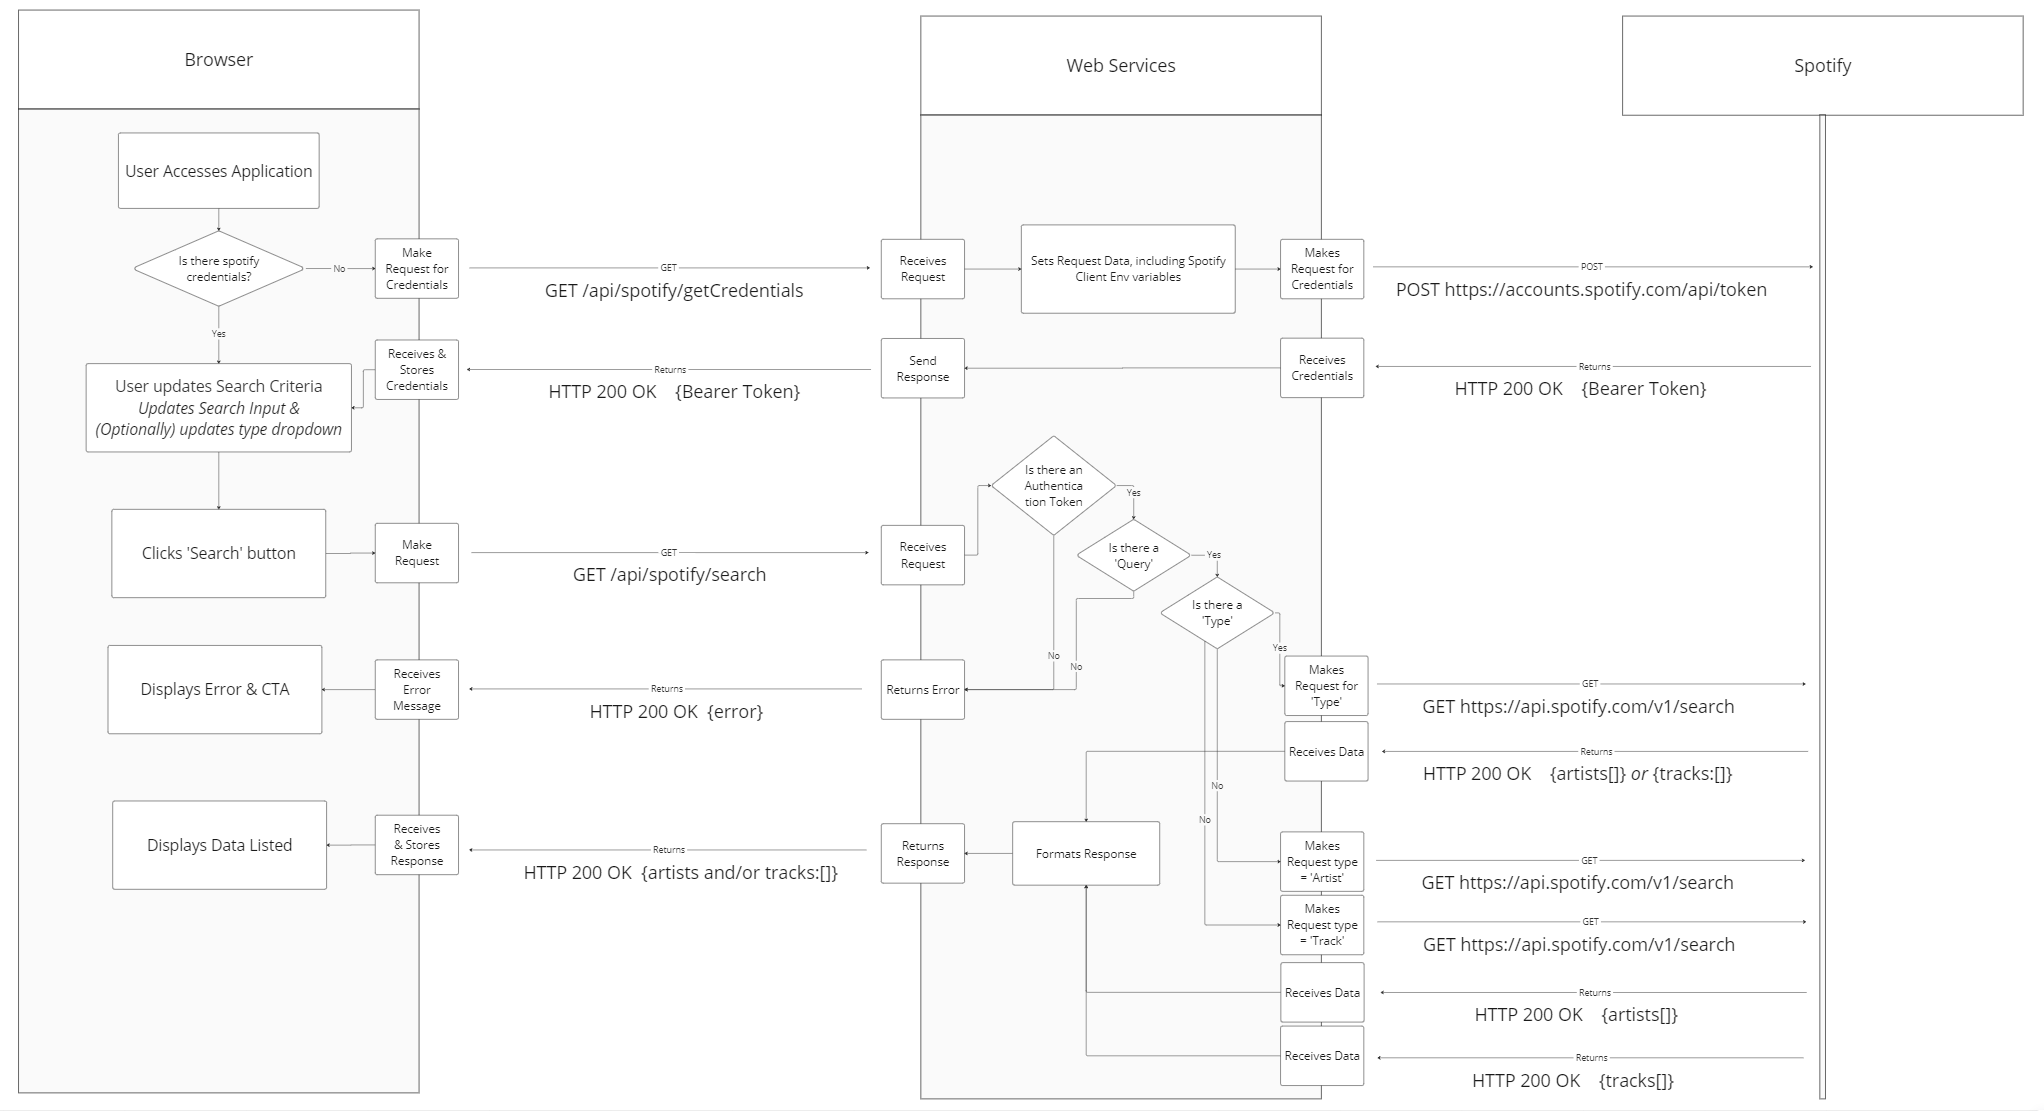 Browser
Web Services
Spotify
User Accesses Application
Is there spotify
credentials?
No
Yes
Make
Request for
Credentials
GET
GET /api/spotify/getCredentials
Receives
Request
Sets Request Data, including Spotify
Client Env variables
Makes
Request for
Credentials
POST
POST https://accounts.spotify.com/api/token
User updates Search Criteria
Updates Search Input &
(Optionally) updates type dropdown
Receives &
Stores
Credentials
Returns
HTTP 200 OK {Bearer Token}
Send
Response
Receives
Credentials
Returns
HTTP 200 OK {Bearer Token}
Clicks 'Search' button
Make
Request
GET
GET /api/spotify/search
Receives
Request
Is there an
Authentica
tion Token
Yes
Is there a
'Query'
Yes
Is there a
'Type'
Yes
No
No
Displays Error & CTA
Receives
Error
Message
Returns
HTTP 200 OK {error}
Returns Error
Makes
Request for
'Type'
GET
GET https://api.spotify.com/v1/search
Receives Data
Returns
HTTP 200 OK {artists[]} or {tracks:[]}
No
No
Displays Data Listed
Receives
& Stores
Response
Returns
HTTP 200 OK {artists and/or tracks:[]}
Returns
Response
Formats Response
Makes
Request type
= 'Artist'
GET
GET https://api.spotify.com/v1/search
Makes
Request type
= 'Track'
GET
GET https://api.spotify.com/v1/search
Receives Data
Returns
HTTP 200 OK {artists[]}
Receives Data
Returns
HTTP 200 OK {tracks[]}